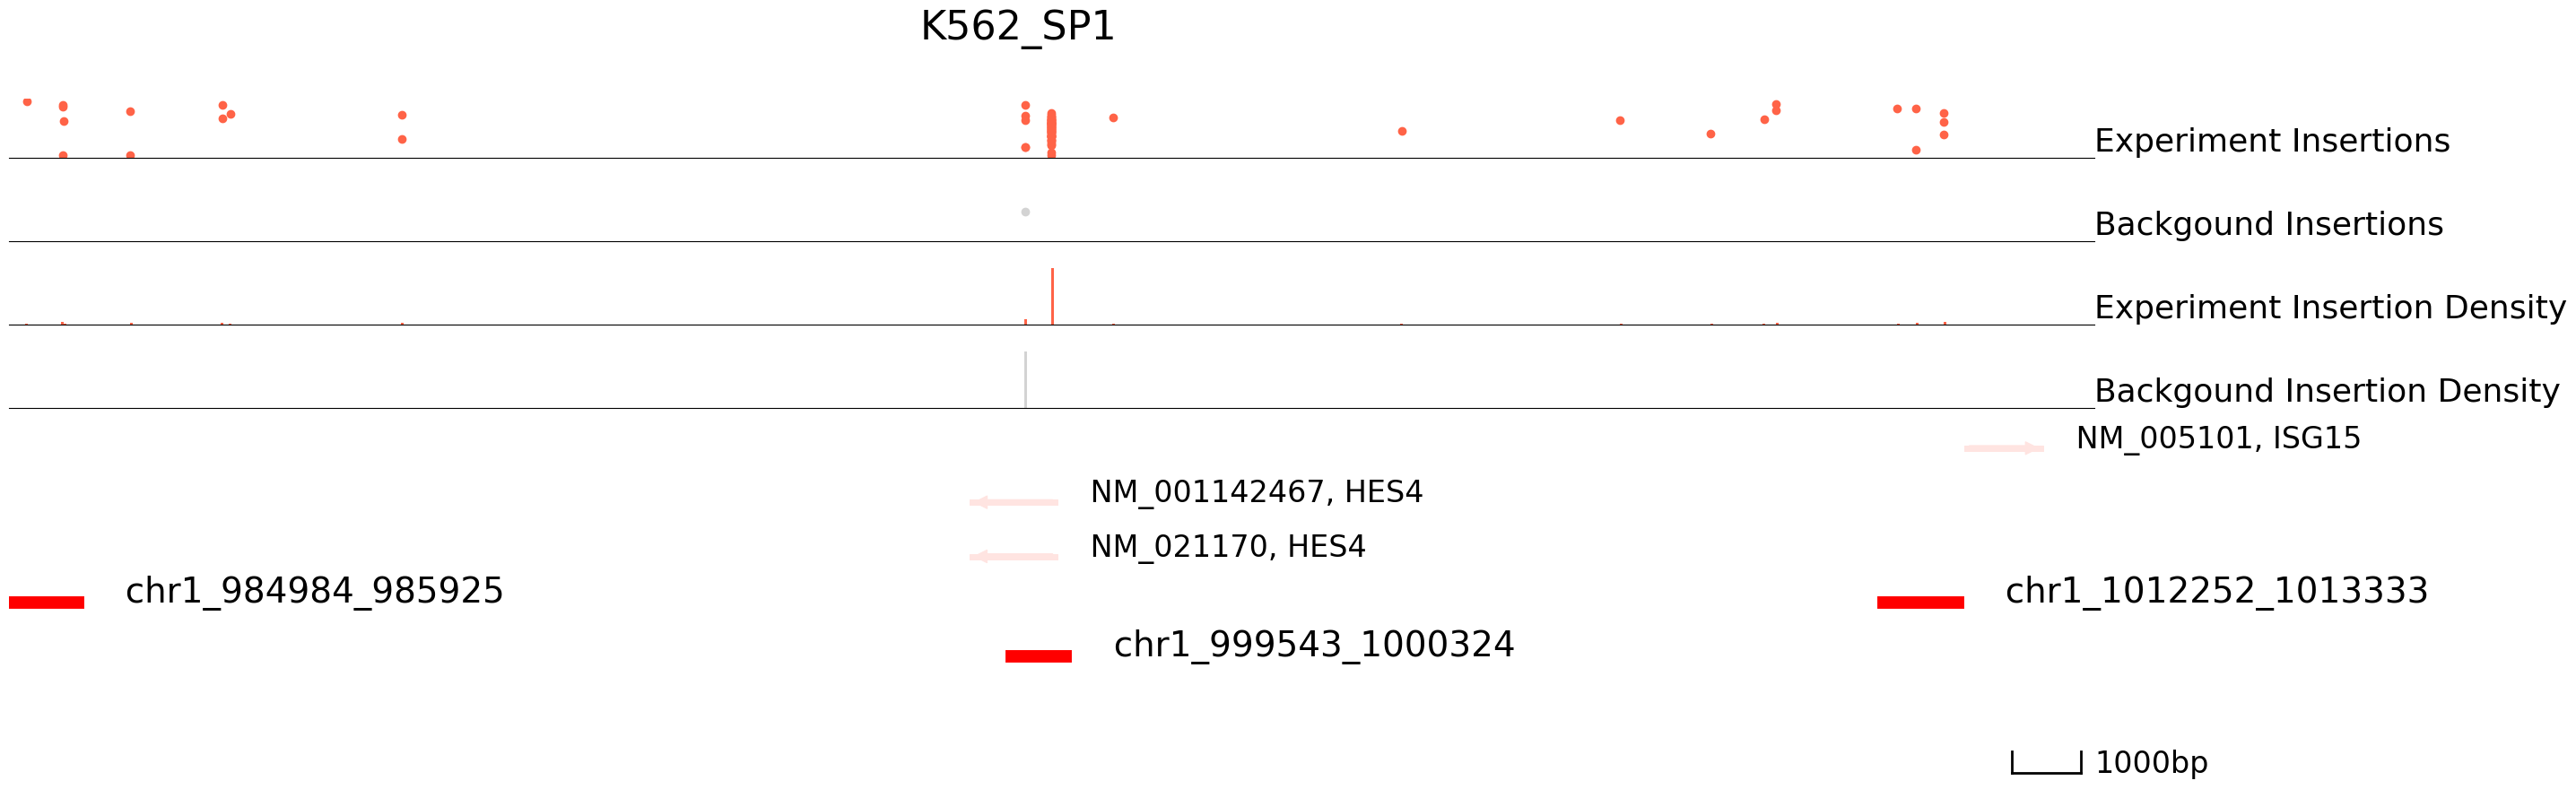 K562_SP1
Experiment Insertions
Backgound Insertions
Experiment Insertion Density
Backgound Insertion Density
NM_005101, ISG15
NM_001142467, HES4
NM_021170, HES4
chr1_984984_985925
chr1_1012252_1013333
chr1_999543_1000324
1000bp